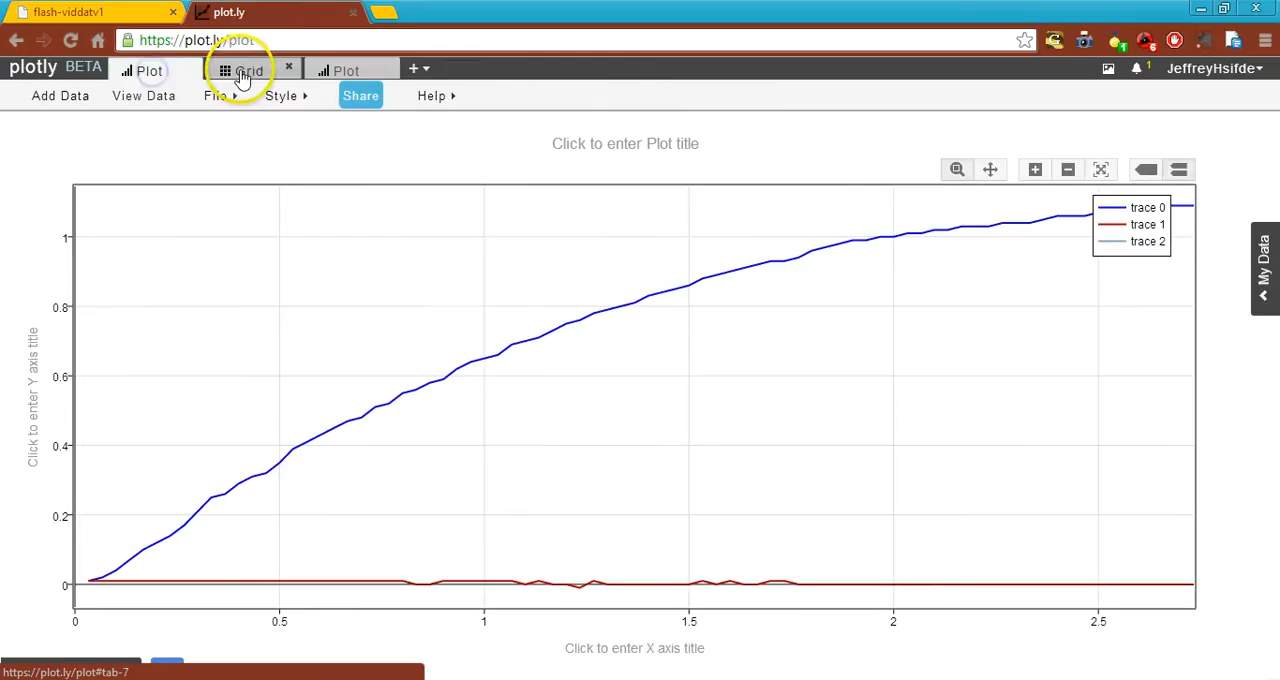 flash-viddatv1
plot.ly
https://plot.ly/plot
1
6
plotly BETA
Plot
Grid
Plot
1
JeffreyHsifde
Add Data
View Data
File
Style
Share
Help
Click to enter Plot title
trace 0
trace 1
trace 2
My Data
Click to enter Y axis title
1
0.8
0.6
0.4
0.2
0
0 0.5 1 1.5 2 2.5
Click to enter X axis title
https://plot.ly/plot#tab-7